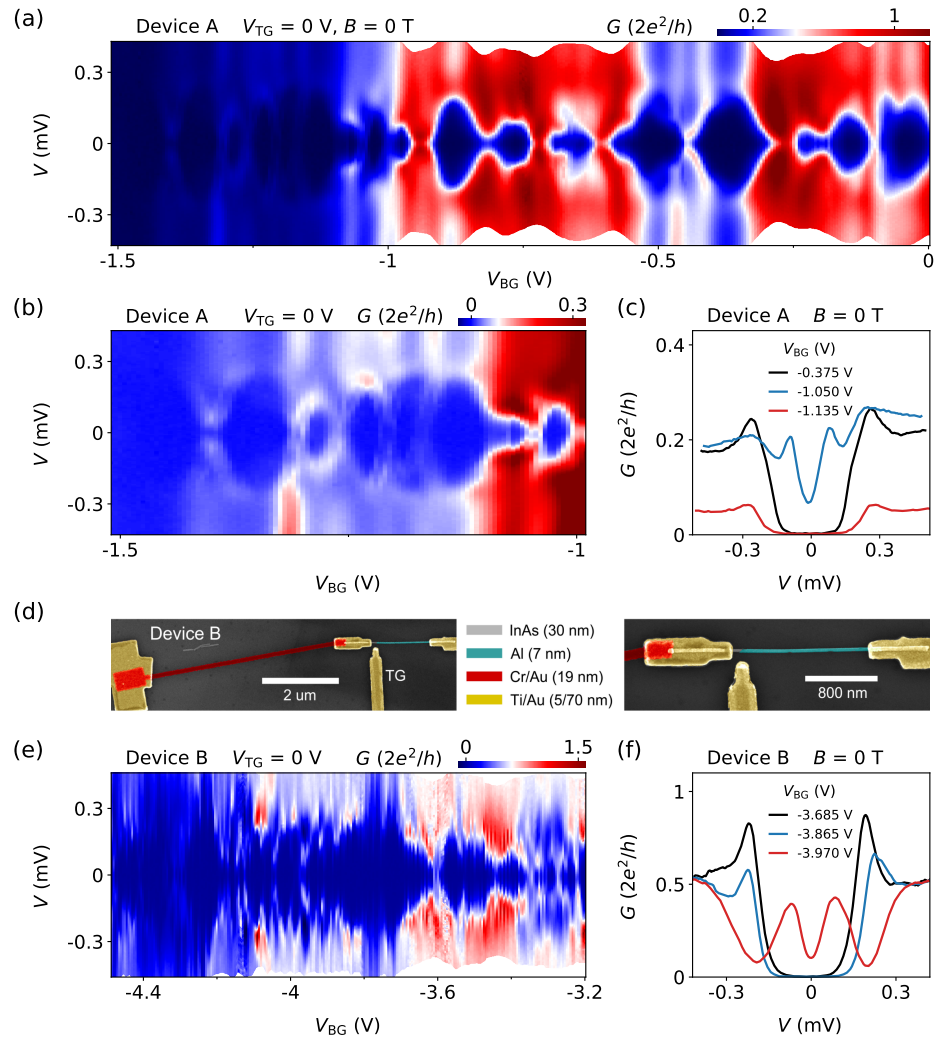 (a)
Device A V_TG = 0 V, B = 0 T G (2e²/h)
0.2 1
V (mV)
0.3
0
-0.3
-1.5 -1 -0.5 0
V_BG (V)
(b)
Device A V_TG = 0 V G (2e²/h)
0 0.3
V (mV)
0.3
0
-0.3
-1.5 -1
V_BG (V)
(c)
Device A B = 0 T
G (2e²/h)
0.4
0.2
0
V_BG (V)
-0.375 V
-1.050 V
-1.135 V
-0.3 0 0.3
V (mV)
(d)
Device B
2 um
TG
InAs (30 nm)
Al (7 nm)
Cr/Au (19 nm)
Ti/Au (5/70 nm)
800 nm
(e)
Device B V_TG = 0 V G (2e²/h)
0 1.5
V (mV)
0.3
0
-0.3
-4.4 -4 -3.6 -3.2
V_BG (V)
(f)
Device B B = 0 T
G (2e²/h)
1
0.5
0
V_BG (V)
-3.685 V
-3.865 V
-3.970 V
-0.3 0 0.3
V (mV)